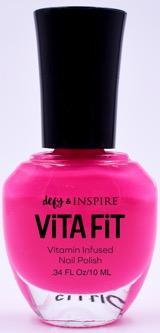 defy & INSPIRE
ViTA FiT
Vitamin Infused
Nail Polish
.34 FL Oz/10 ML